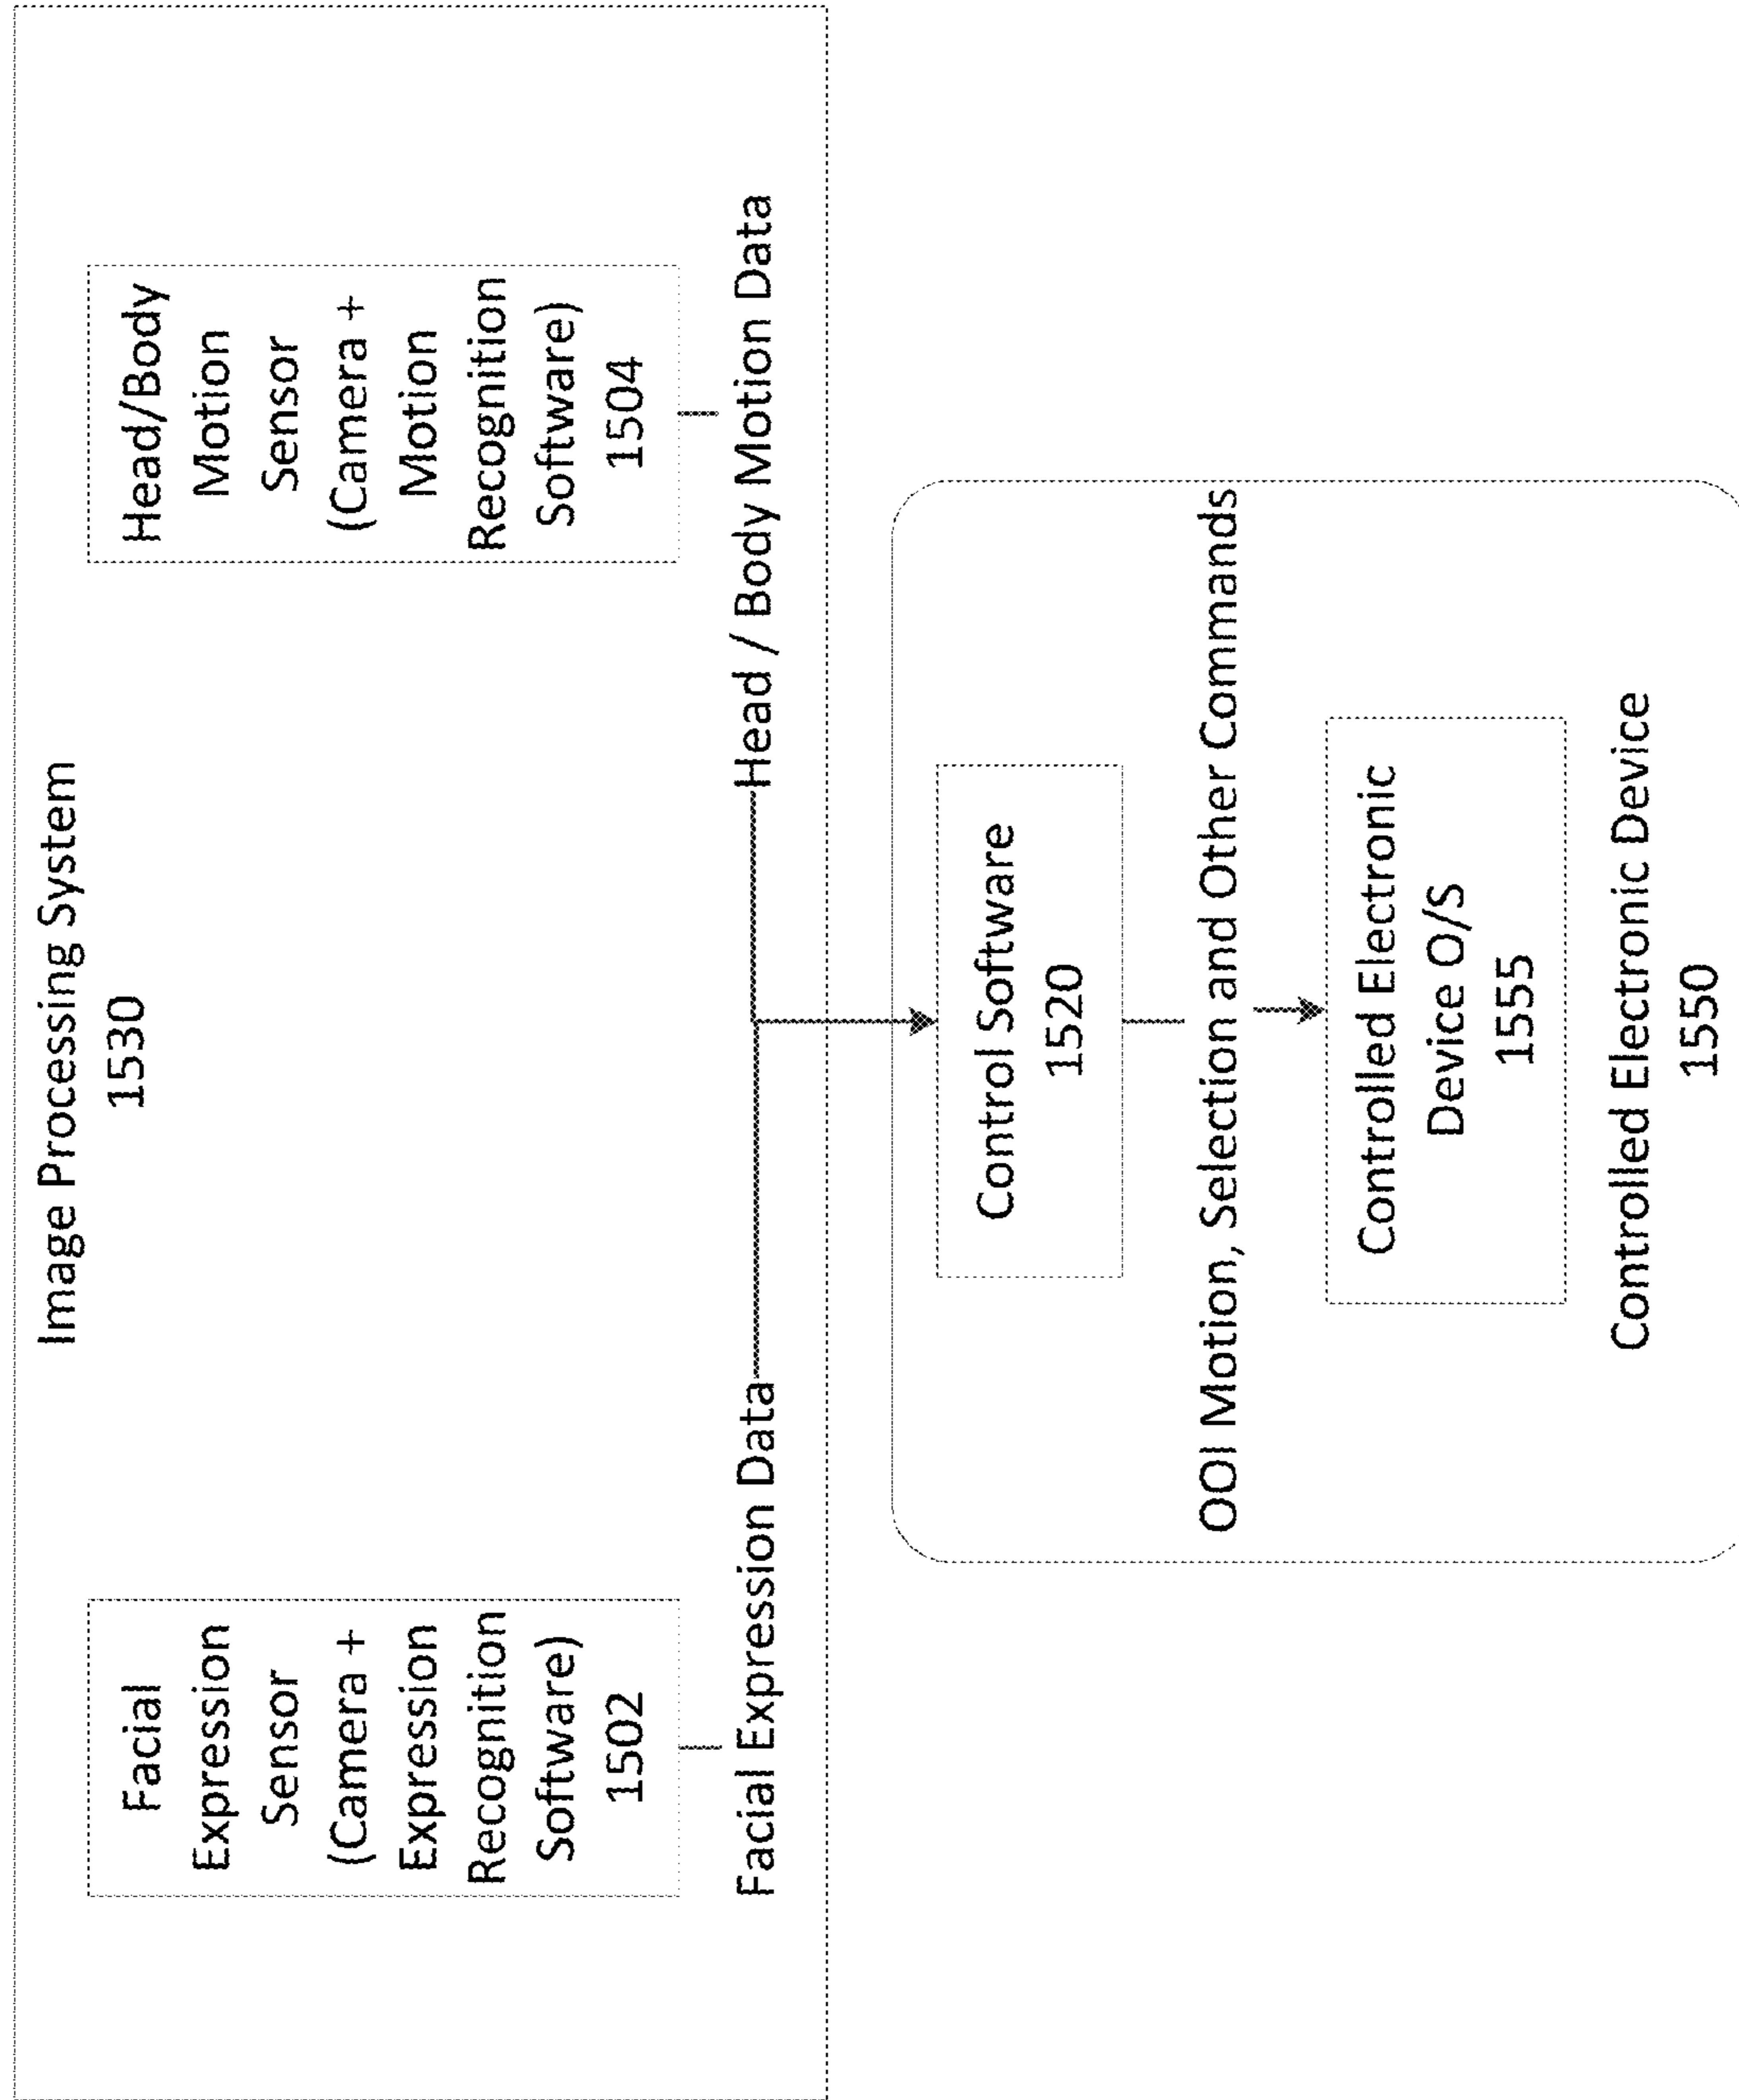 Image Processing System
1530
Facial
Expression
Sensor
(Camera +
Expression
Recognition
Software)
1502
Head/Body
Motion
Sensor
(Camera +
Motion
Recognition
Software)
1504
Facial Expression Data
Head / Body Motion Data
Control Software
1520
OOI Motion, Selection and Other Commands
Controlled Electronic
Device O/S
1555
Controlled Electronic Device
1550